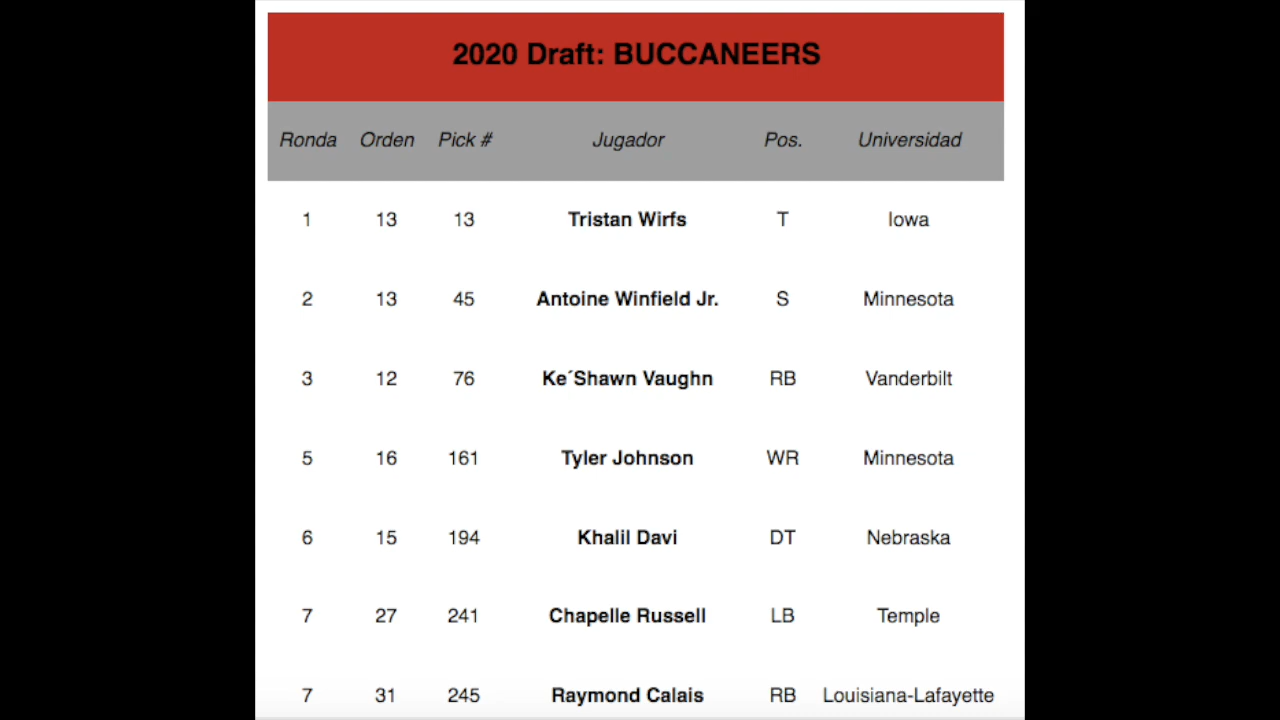 2020 Draft: BUCCANEERS
Ronda Orden Pick # Jugador Pos. Universidad
1 13 13 Tristan Wirfs T Iowa
2 13 45 Antoine Winfield Jr. S Minnesota
3 12 76 Ke´Shawn Vaughn RB Vanderbilt
5 16 161 Tyler Johnson WR Minnesota
6 15 194 Khalil Davi DT Nebraska
7 27 241 Chapelle Russell LB Temple
7 31 245 Raymond Calais RB Louisiana-Lafayette